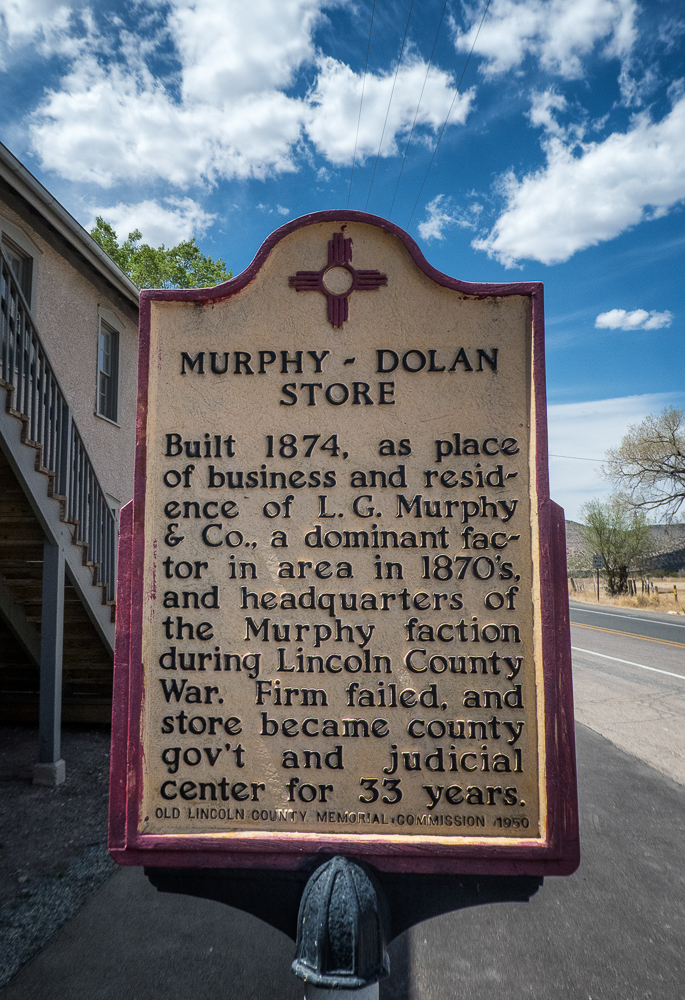 MURPHY - DOLAN
STORE
Built 1874, as place
of business and resid-
ence of L. G. Murphy
& Co., a dominant fac-
tor in area in 1870's,
and headquarters of
the Murphy faction
during Lincoln County
War. Firm failed, and
store became county
gov't and judicial
center for 33 years.
OLD LINCOLN COUNTY MEMORIAL COMMISSION 1950